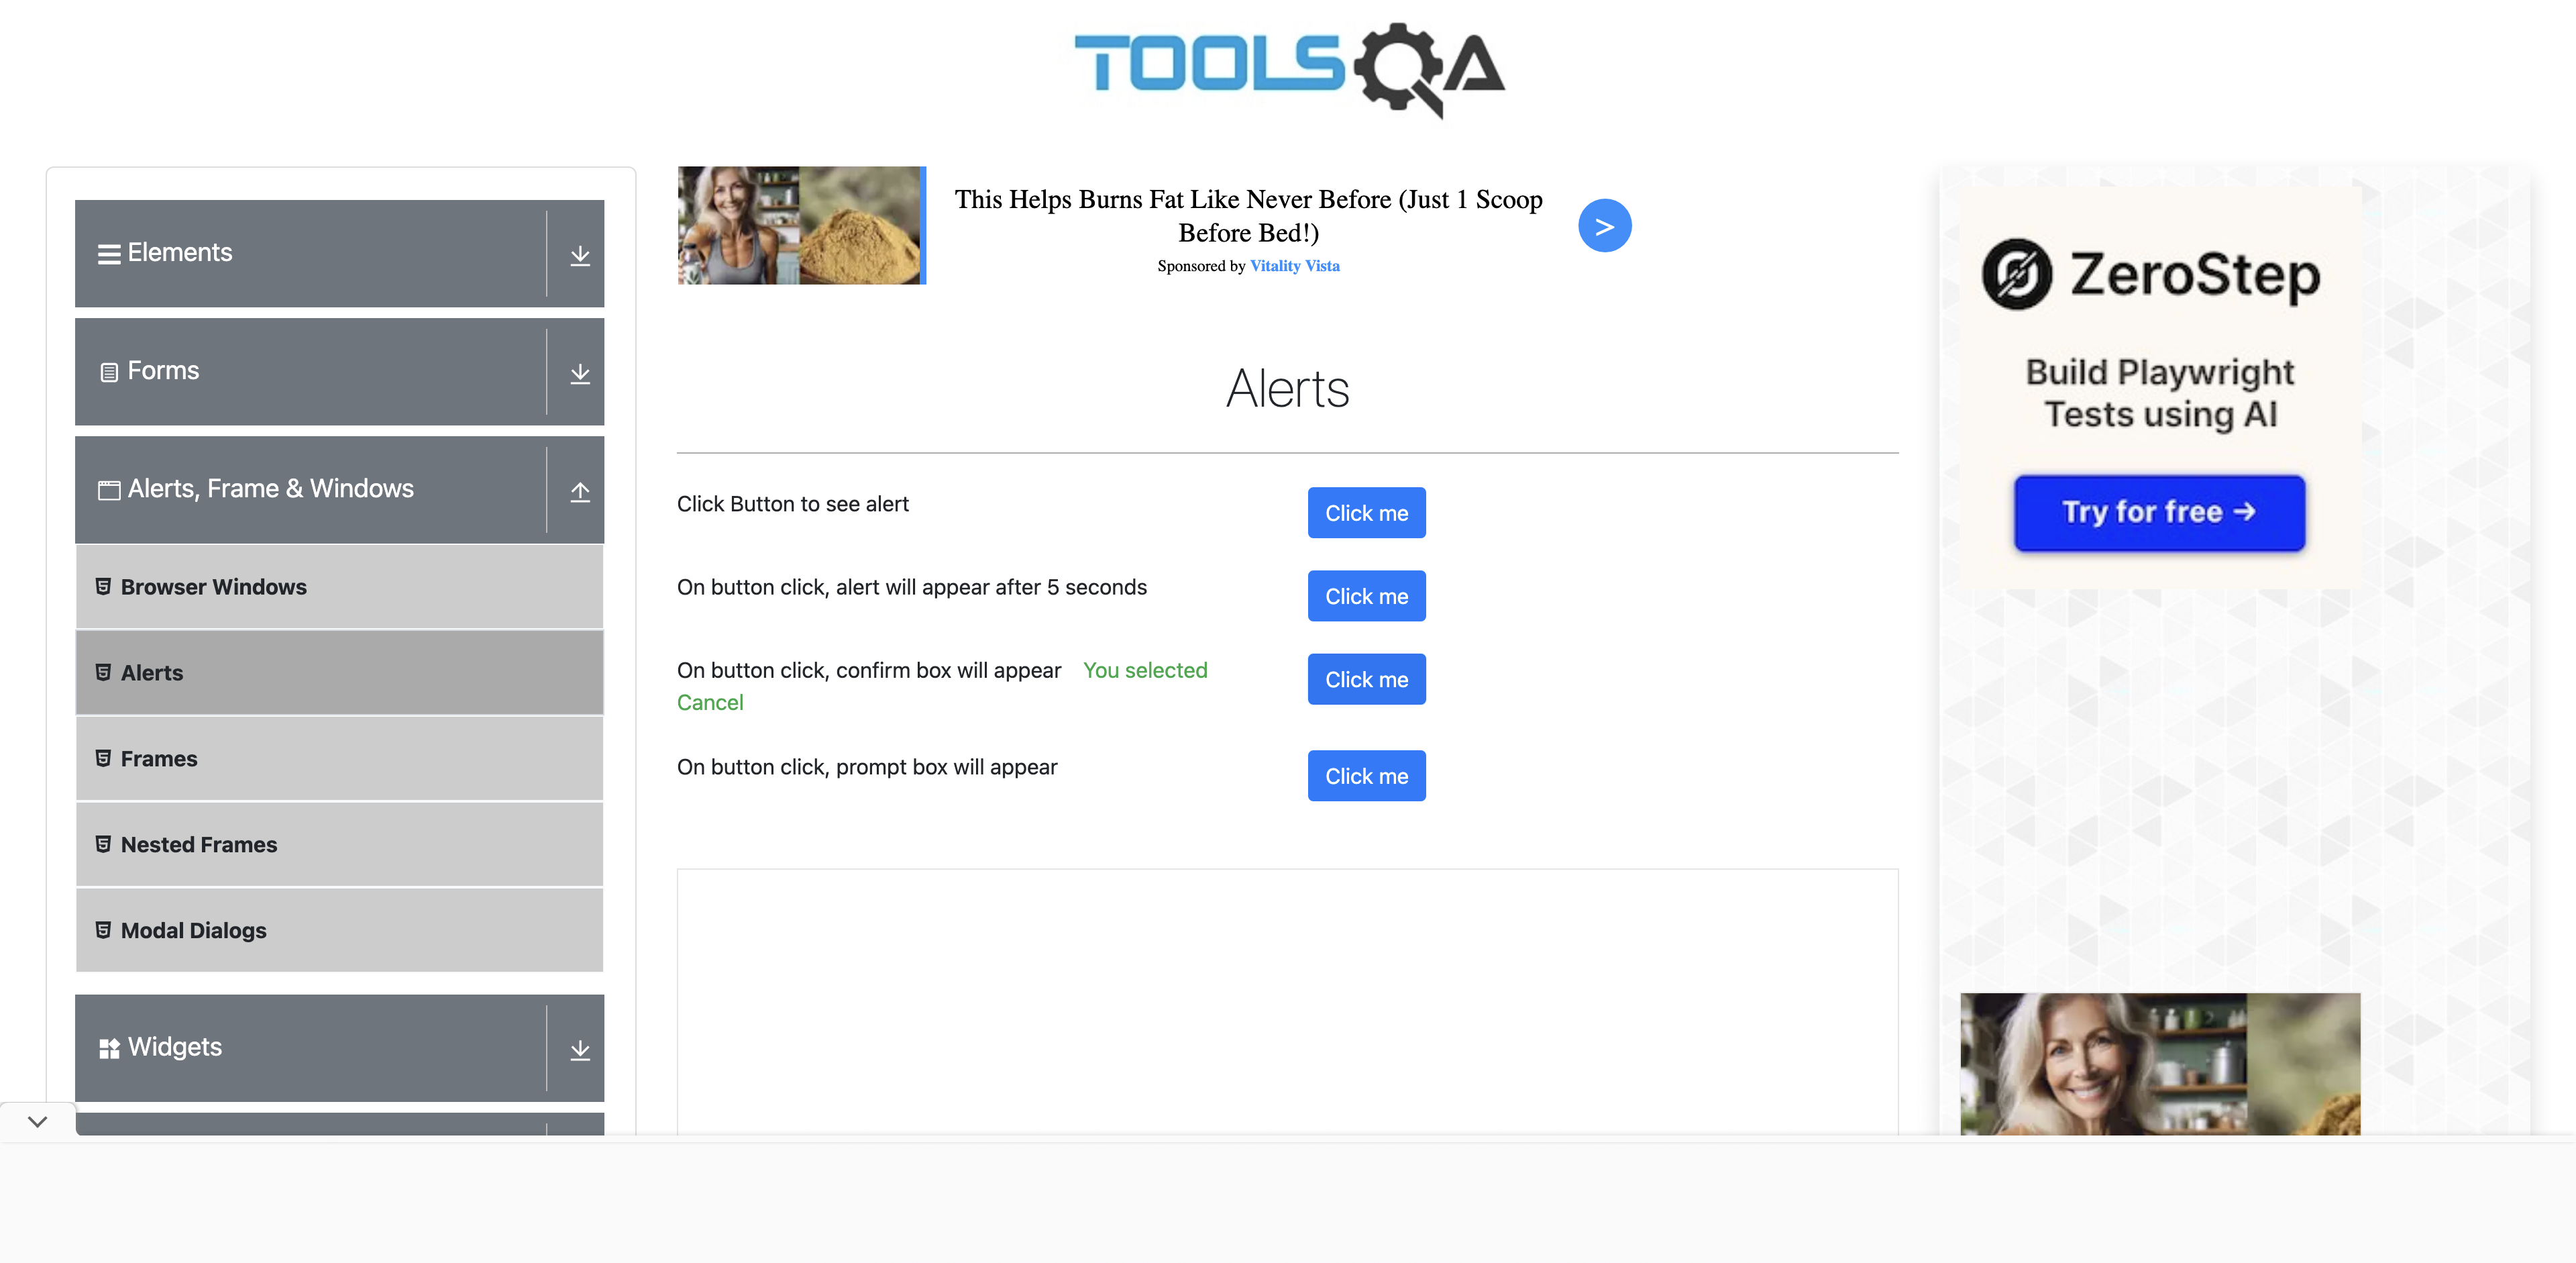 TOOLSQA
Elements
Forms
Alerts, Frame & Windows
Browser Windows
Alerts
Frames
Nested Frames
Modal Dialogs
Widgets
This Helps Burns Fat Like Never Before (Just 1 Scoop
Before Bed!)
Sponsored by Vitality Vista
>
Alerts
Click Button to see alert
Click me
On button click, alert will appear after 5 seconds
Click me
On button click, confirm box will appear You selected
Cancel
Click me
On button click, prompt box will appear
Click me
ZeroStep
Build Playwright
Tests using AI
Try for free →